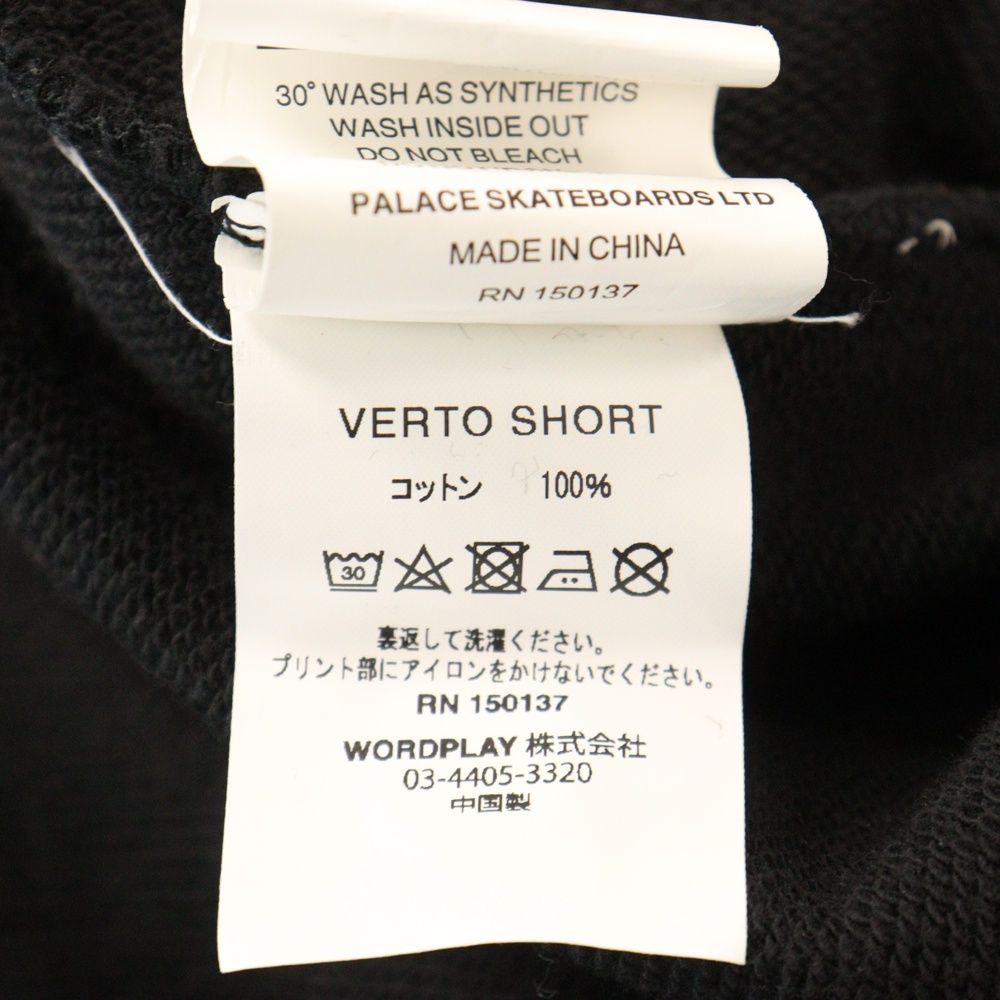 30° WASH AS SYNTHETICS
WASH INSIDE OUT
DO NOT BLEACH
PALACE SKATEBOARDS LTD
MADE IN CHINA
RN 150137
VERTO SHORT
コットン 100%
30
裏返して洗濯ください。
プリント部にアイロンをかけないでください。
RN 150137
WORDPLAY 株式会社
03-4405-3320
中国製